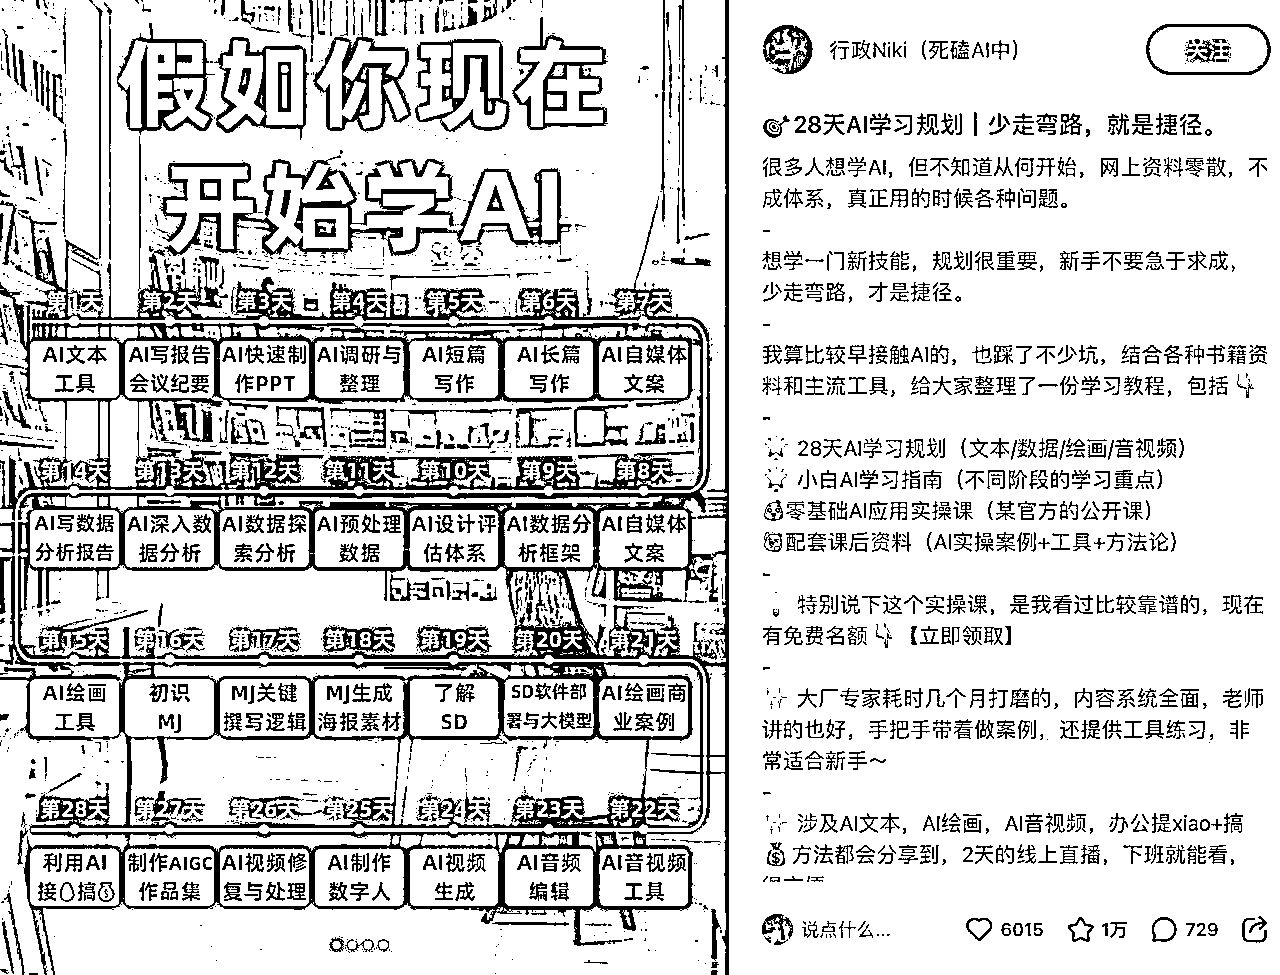 假如你现在
开始学AI
第1天 第2天 第3天 第4天 第5天 第6天 第7天
AI文本工具 AI写报告会议纪要 AI快速制作PPT AI调研与整理 AI短篇写作 AI长篇写作 AI自媒体文案
第14天 第13天 第12天 第11天 第10天 第9天 第8天
AI写数据分析报告 AI深入数据分析 AI数据探索分析 AI预处理数据 AI设计评估体系 AI数据分析框架 AI自媒体文案
第15天 第16天 第17天 第18天 第19天 第20天 第21天
AI绘画工具 初识MJ MJ关键撰写逻辑 MJ生成海报素材 了解SD SD软件部署与大模型 AI绘画商业案例
第28天 第27天 第26天 第25天 第24天 第23天 第22天
利用AI接搞 制作AIGC作品集 AI视频修复与处理 AI制作数字人 AI视频生成 AI音频编辑 AI音视频工具
行政Niki（死磕AI中）
关注
28天AI学习规划｜少走弯路，就是捷径。
很多人想学AI，但不知道从何开始，网上资料零散，不
成体系，真正用的时候各种问题。
-
想学一门新技能，规划很重要，新手不要急于求成，
少走弯路，才是捷径。
-
我算比较早接触AI的，也踩了不少坑，结合各种书籍资
料和主流工具，给大家整理了一份学习教程，包括👇
-
28天AI学习规划（文本/数据/绘画/音视频）
小白AI学习指南（不同阶段的学习重点）
零基础AI应用实操课（某官方的公开课）
配套课后资料（AI实操案例+工具+方法论）
-
特别说下这个实操课，是我看过比较靠谱的，现在
有免费名额👇【立即领取】
-
大厂专家耗时几个月打磨的，内容系统全面，老师
讲的也好，手把手带着做案例，还提供工具练习，非
常适合新手～
-
涉及AI文本，AI绘画，AI音视频，办公提xiao+搞
💰方法都会分享到，2天的线上直播，下班就能看，
说点什么...
6015
1万
729